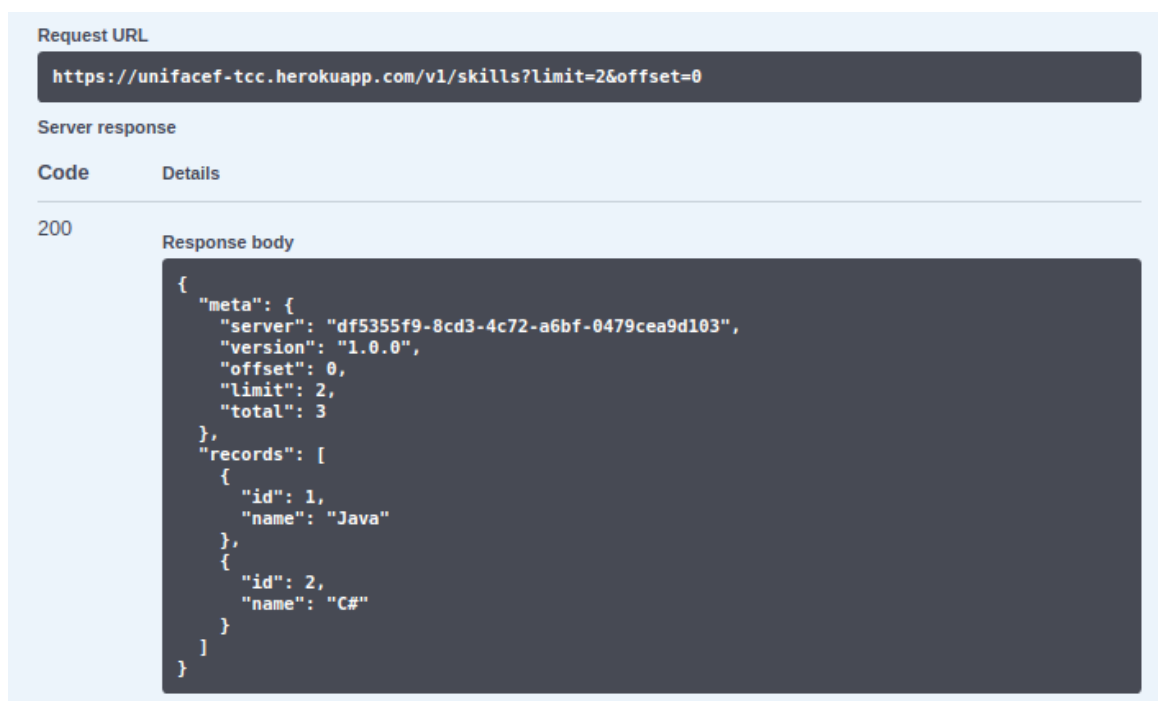 Request URL
https://unifacef-tcc.herokuapp.com/v1/skills?limit=2&offset=0
Server response
Code Details
200
Response body
{
  "meta": {
    "server": "df5355f9-8cd3-4c72-a6bf-0479cea9d103",
    "version": "1.0.0",
    "offset": 0,
    "limit": 2,
    "total": 3
  },
  "records": [
    {
      "id": 1,
      "name": "Java"
    },
    {
      "id": 2,
      "name": "C#"
    }
  ]
}